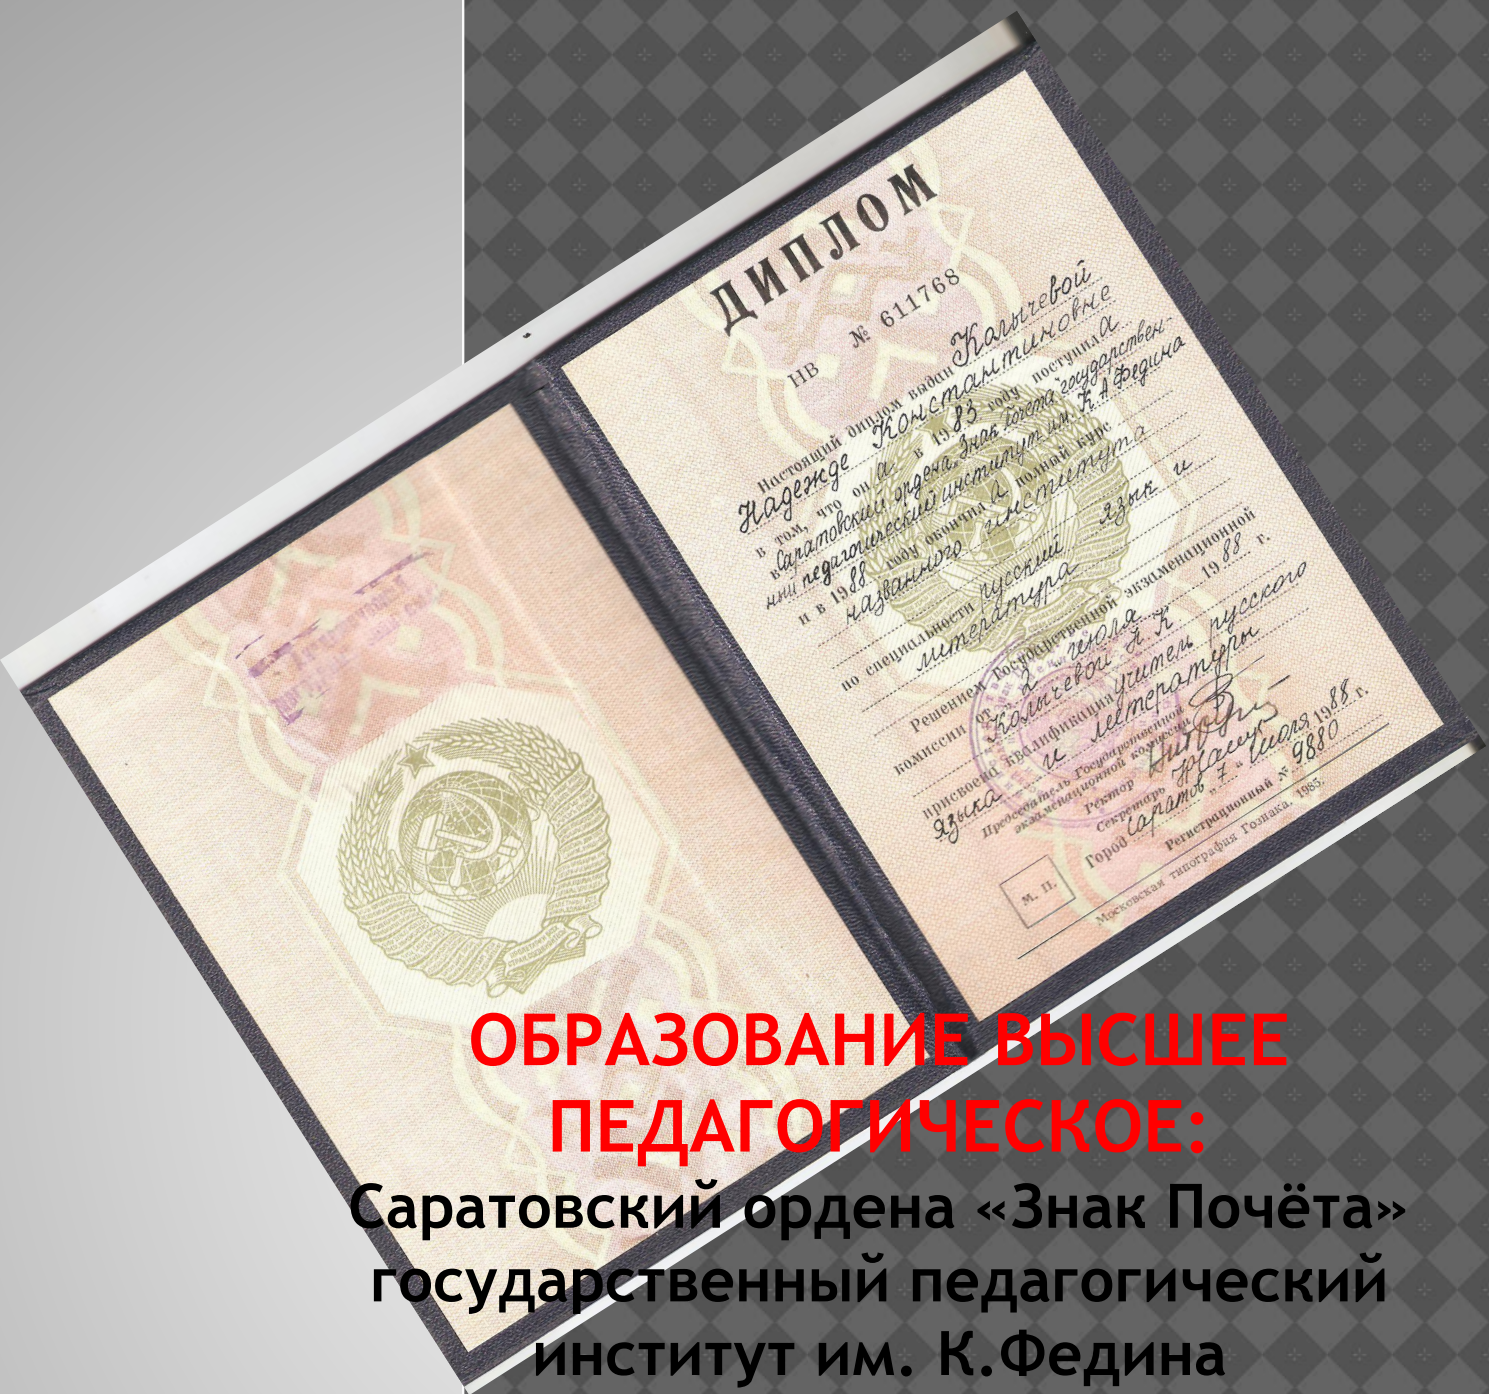 ДИПЛОМ
НВ № 611768
Настоящий диплом выдан Колычевой
Надежде Константиновне
в том, что он а в 1983 году поступил а
в Саратовский ордена "Знак Почета" государствен-
ный педагогический институт им. К.А Федина
и в 1988 году окончил а полный курс
названного института
по специальности русский язык и
литература
Решением Государственной экзаменационной
комиссии от 2 июля 1988 г.
Колычевой Н.К.
присвоена квалификация учитель русского
языка и литературы
Председатель Государственной
экзаменационной комиссии
Ректор
Секретарь
Город Саратов „ 7 " июля 1988 г.
Регистрационный № 9880
М. П.
Московская типография Гознака. 1983.
ОБРАЗОВАНИЕ ВЫСШЕЕ
ПЕДАГОГИЧЕСКОЕ:
Саратовский ордена «Знак Почёта»
государственный педагогический
институт им. К.Федина